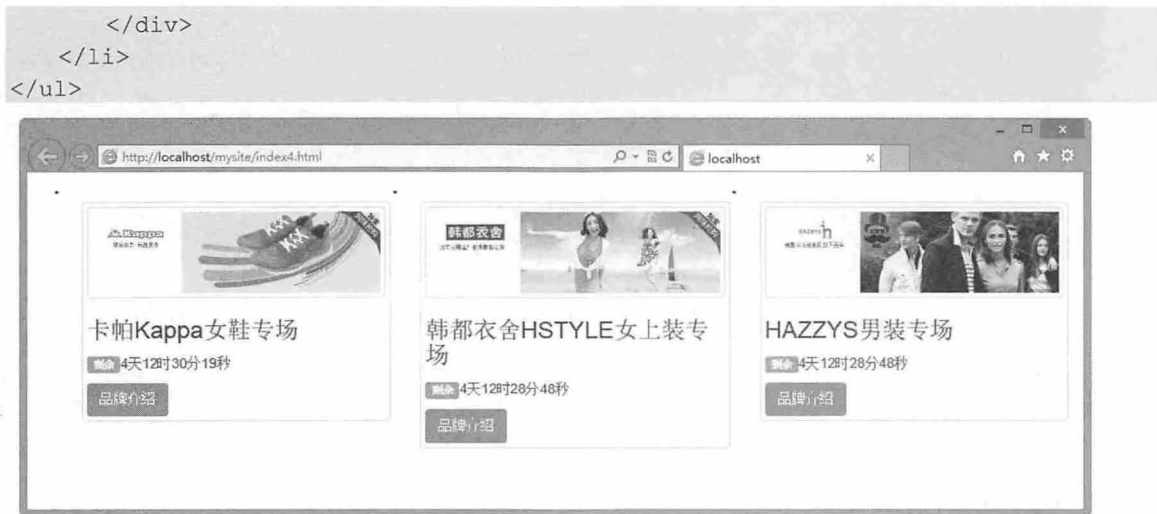 </div>
</li>
</ul>
http://localhost/mysite/index4.html
localhost
Kappa
韩都衣舍
卡帕Kappa女鞋专场
剩余 4天12时30分19秒
品牌介绍
韩都衣舍HSTYLE女上装专
场
剩余 4天12时28分48秒
品牌介绍
HAZZYS男装专场
剩余 4天12时28分48秒
品牌介绍